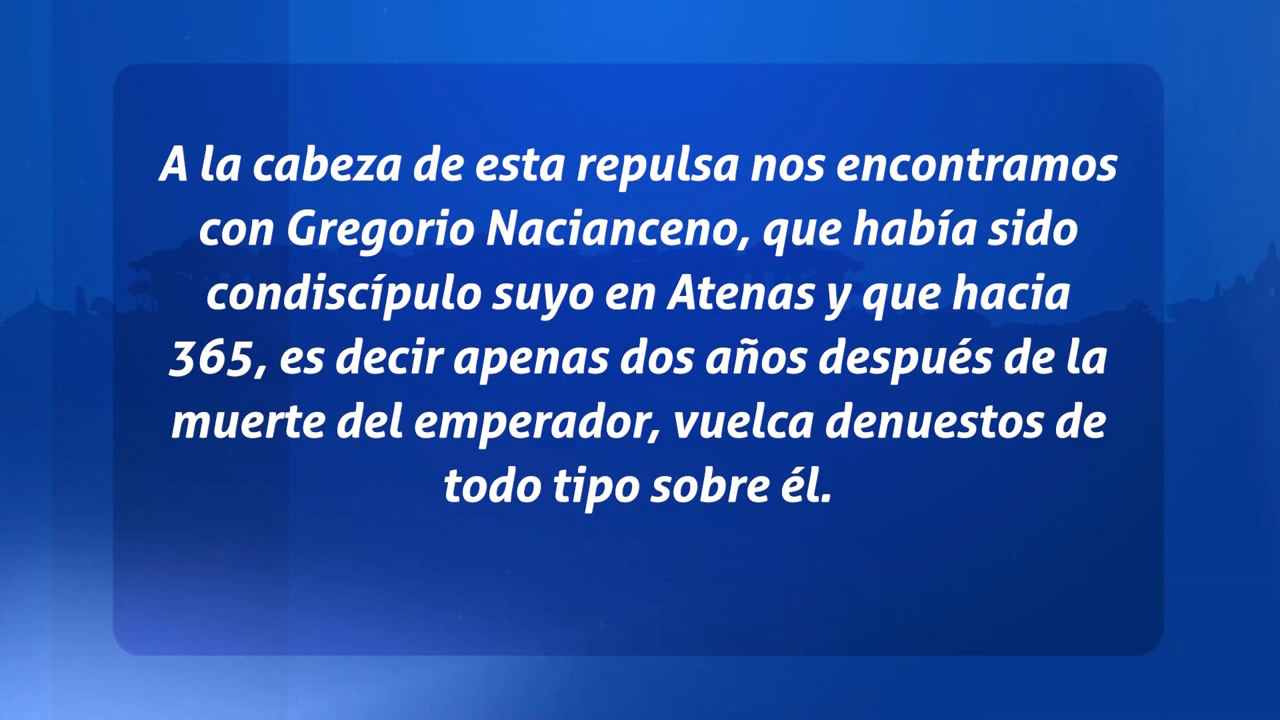 A la cabeza de esta repulsa nos encontramos
con Gregorio Nacianceno, que había sido
condiscípulo suyo en Atenas y que hacia
365, es decir apenas dos años después de la
muerte del emperador, vuelca denuestos de
todo tipo sobre él.